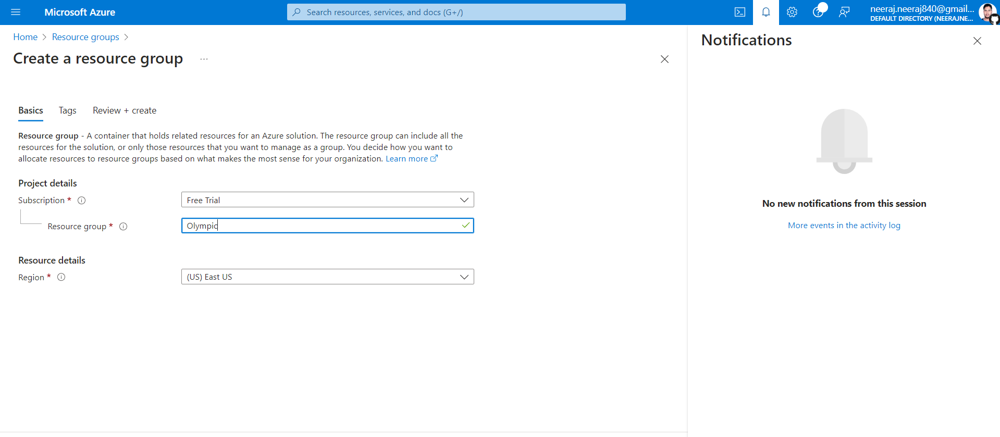 Microsoft Azure
Search resources, services, and docs (G+/)
neeraj.neeraj840@gmail...
DEFAULT DIRECTORY (NEERAJNE...
Home > Resource groups >
Create a resource group ...
Basics Tags Review + create
Resource group - A container that holds related resources for an Azure solution. The resource group can include all the
resources for the solution, or only those resources that you want to manage as a group. You decide how you want to
allocate resources to resource groups based on what makes the most sense for your organization. Learn more
Project details
Subscription * Free Trial
Resource group * Olympic
Resource details
Region * (US) East US
Notifications
No new notifications from this session
More events in the activity log